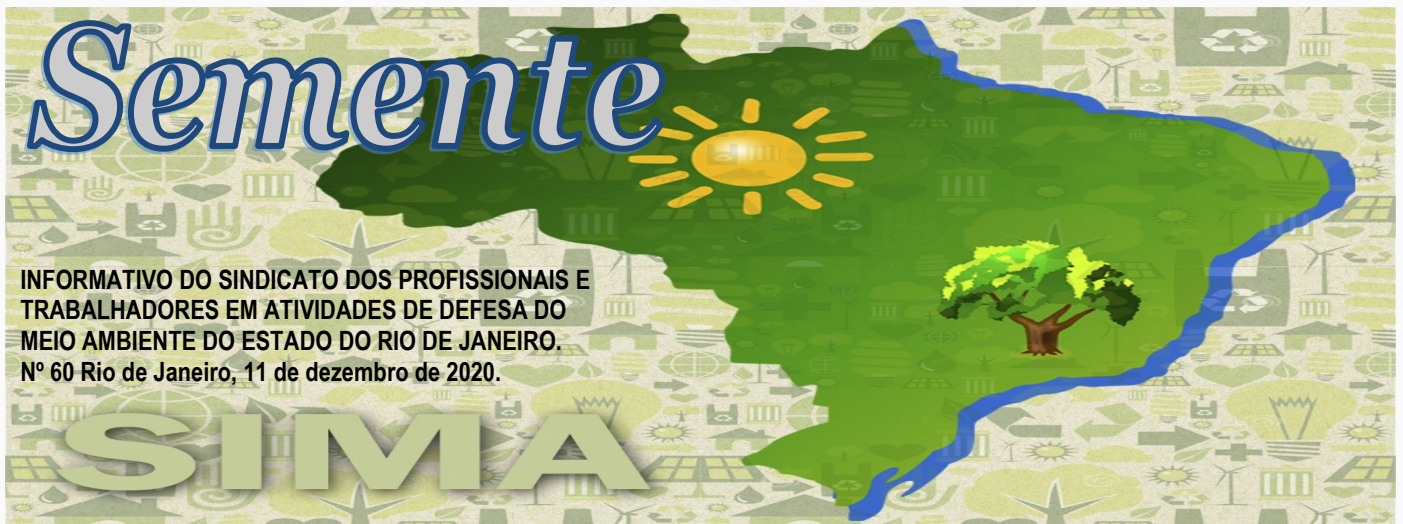 Semente
INFORMATIVO DO SINDICATO DOS PROFISSIONAIS E
TRABALHADORES EM ATIVIDADES DE DEFESA DO
MEIO AMBIENTE DO ESTADO DO RIO DE JANEIRO.
Nº 60 Rio de Janeiro, 11 de dezembro de 2020.
SIMA